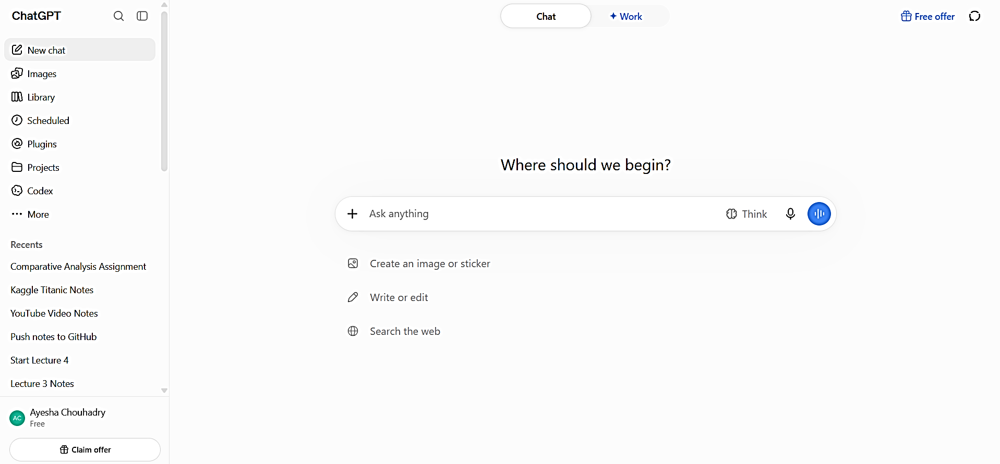 ChatGPT
New chat
Images
Library
Scheduled
Plugins
Projects
Codex
More
Recents
Comparative Analysis Assignment
Kaggle Titanic Notes
YouTube Video Notes
Push notes to GitHub
Start Lecture 4
Lecture 3 Notes
AC
Ayesha Chouhadry
Free
Claim offer
Chat
Work
Free offer
Where should we begin?
Ask anything
Think
Create an image or sticker
Write or edit
Search the web